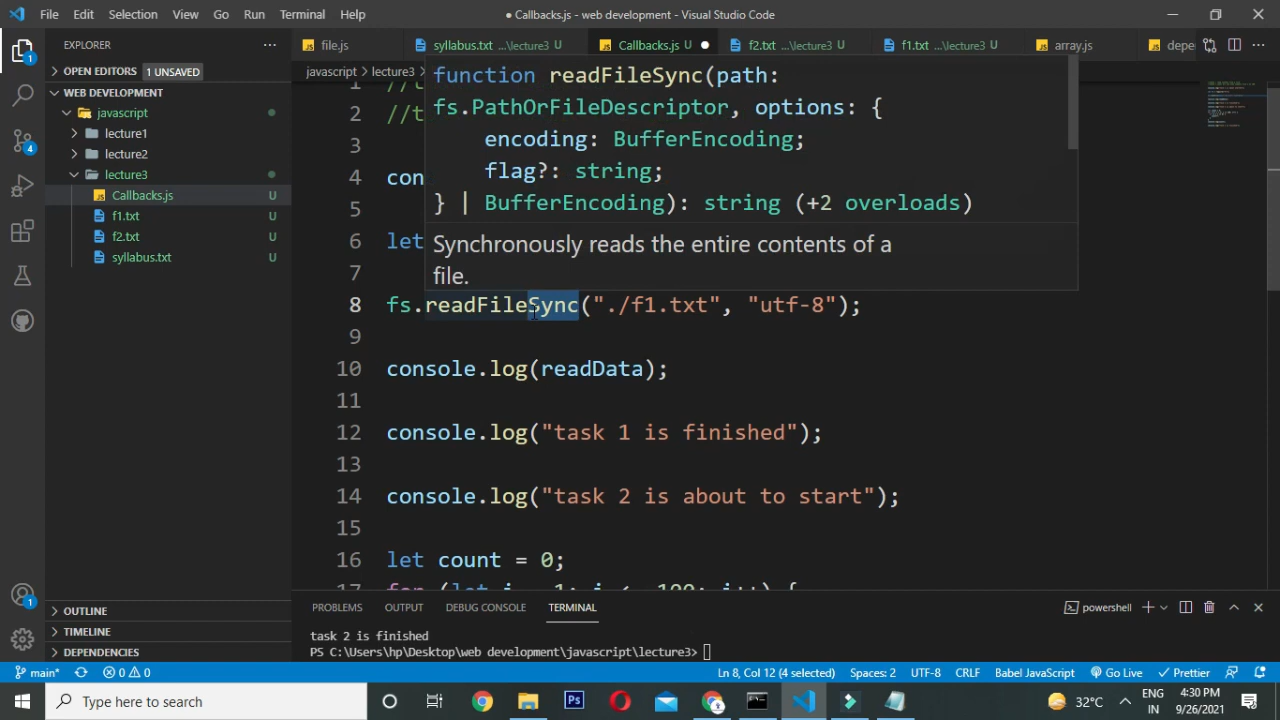 File Edit Selection View Go Run Terminal Help
● Callbacks.js - web development - Visual Studio Code
EXPLORER
file.js
syllabus.txt ...\lecture3
Callbacks.js U
f2.txt ...\lecture3
f1.txt ...\lecture3
array.js
depe
OPEN EDITORS 1 UNSAVED
WEB DEVELOPMENT
javascript
lecture1
lecture2
lecture3
Callbacks.js U
f1.txt U
f2.txt U
syllabus.txt U
OUTLINE
TIMELINE
DEPENDENCIES
javascript > lecture3 >
function readFileSync(path:
fs.PathOrFileDescriptor, options: {
encoding: BufferEncoding;
flag?: string;
} | BufferEncoding): string (+2 overloads)
Synchronously reads the entire contents of a
file.
1 //t
2 //t
3
4 con
5
6 let
7
8 fs.readFileSync("./f1.txt", "utf-8");
9
10 console.log(readData);
11
12 console.log("task 1 is finished");
13
14 console.log("task 2 is about to start");
15
16 let count = 0;
17
PROBLEMS OUTPUT DEBUG CONSOLE TERMINAL
powershell
task 2 is finished
PS C:\Users\hp\Desktop\web development\javascript\lecture3>
1
4
1
main* 0 0
Ln 8, Col 12 (4 selected) Spaces: 2 UTF-8 CRLF Babel JavaScript Go Live Prettier
Type here to search
Ps
32°C
ENG
IN
4:30 PM
9/26/2021